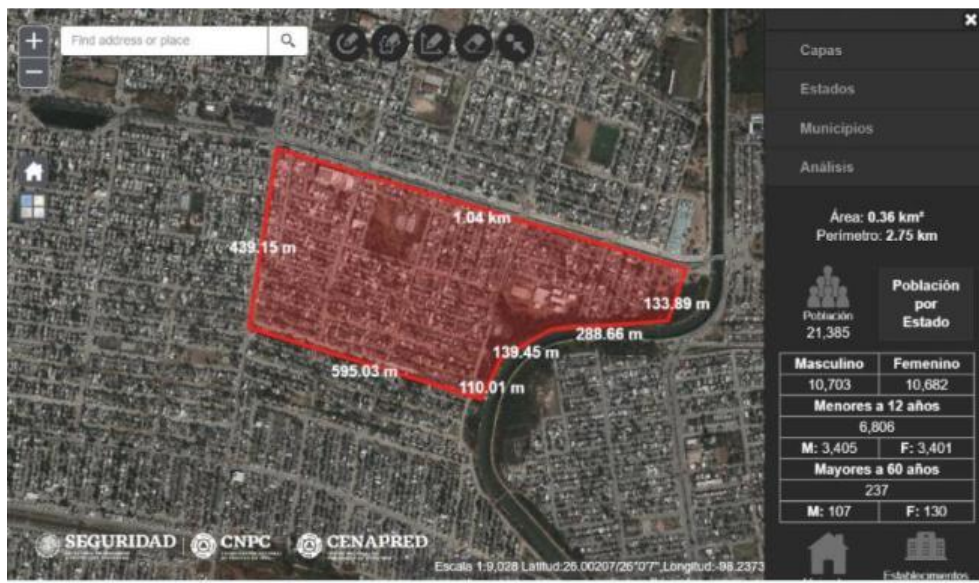 +
Find address or place
−
Capas
Estados
Municipios
Análisis
Área: 0.36 km²
Perímetro: 2.75 km
Población
21,385
Población
por
Estado
Masculino Femenino
10,703 10,682
Menores a 12 años
6,806
M: 3,405 F: 3,401
Mayores a 60 años
237
M: 107 F: 130
Establecimientos
1.04 km
439.15 m
133.89 m
288.66 m
139.45 m
595.03 m
110.01 m
SEGURIDAD
CNPC
CENAPRED
Escala 1:9,028 Latitud:26.00207/26°07'',Longitud:-98.2373